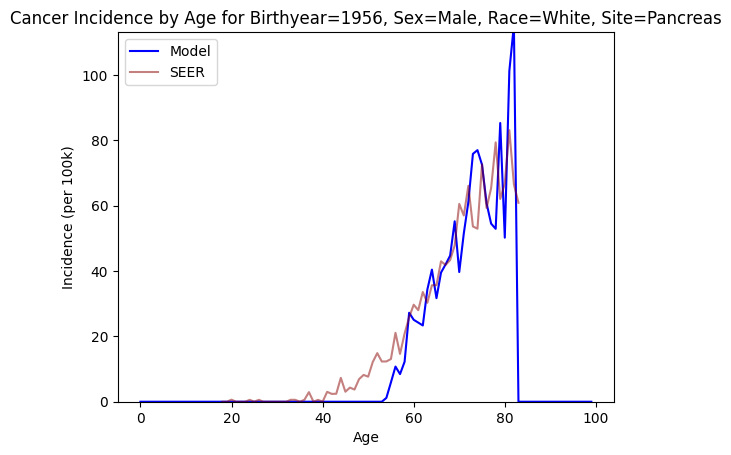 Cancer Incidence by Age for Birthyear=1956, Sex=Male, Race=White, Site=Pancreas
Model
SEER
100
80
60
40
20
0
Incidence (per 100k)
0 20 40 60 80 100
Age